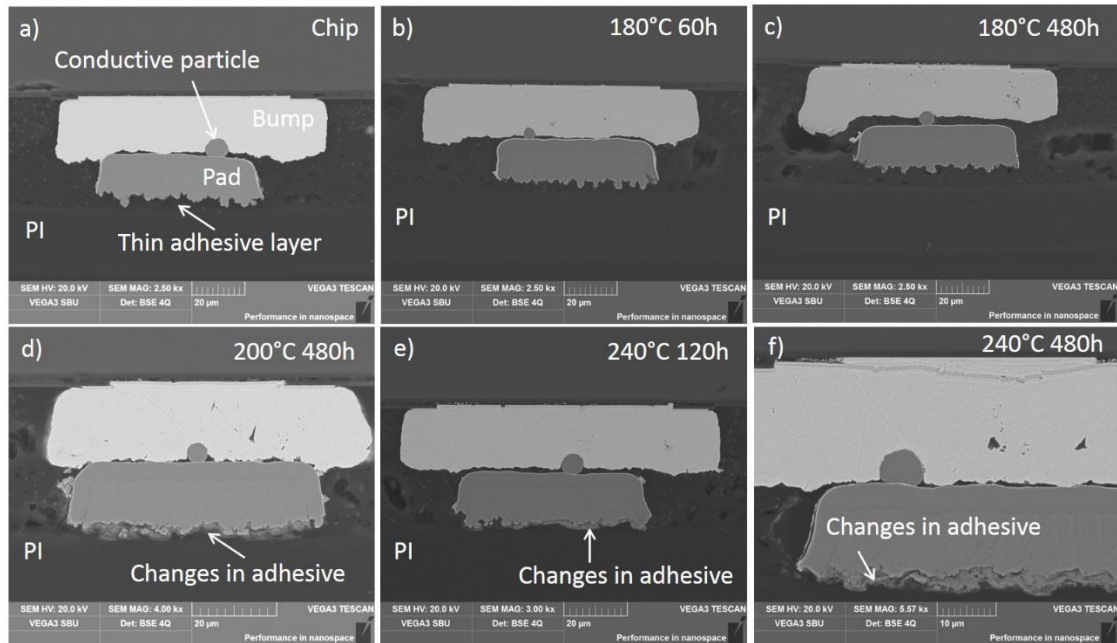 a)
Chip
Conductive particle
Bump
Pad
PI
Thin adhesive layer
SEM HV: 20.0 kV
SEM MAG: 2.50 kx
VEGA3 TESCAN
VEGA3 SBU
Det: BSE 4Q
20 µm
Performance in nanospace
b)
180°C 60h
PI
SEM HV: 20.0 kV
SEM MAG: 2.50 kx
VEGA3 TESCAN
VEGA3 SBU
Det: BSE 4Q
20 µm
Performance in nanospace
c)
180°C 480h
PI
SEM HV: 20.0 kV
SEM MAG: 2.50 kx
VEGA3 TESCAN
VEGA3 SBU
Det: BSE 4Q
20 µm
Performance in nanospace
d)
200°C 480h
PI
Changes in adhesive
SEM HV: 20.0 kV
SEM MAG: 4.00 kx
VEGA3 TESCAN
VEGA3 SBU
Det: BSE 4Q
20 µm
Performance in nanospace
e)
240°C 120h
PI
Changes in adhesive
SEM HV: 20.0 kV
SEM MAG: 3.00 kx
VEGA3 TESCAN
VEGA3 SBU
Det: BSE 4Q
20 µm
Performance in nanospace
f)
240°C 480h
Changes in adhesive
SEM HV: 20.0 kV
SEM MAG: 5.57 kx
VEGA3 TESCAN
VEGA3 SBU
Det: BSE 4Q
10 µm
Performance in nanospace